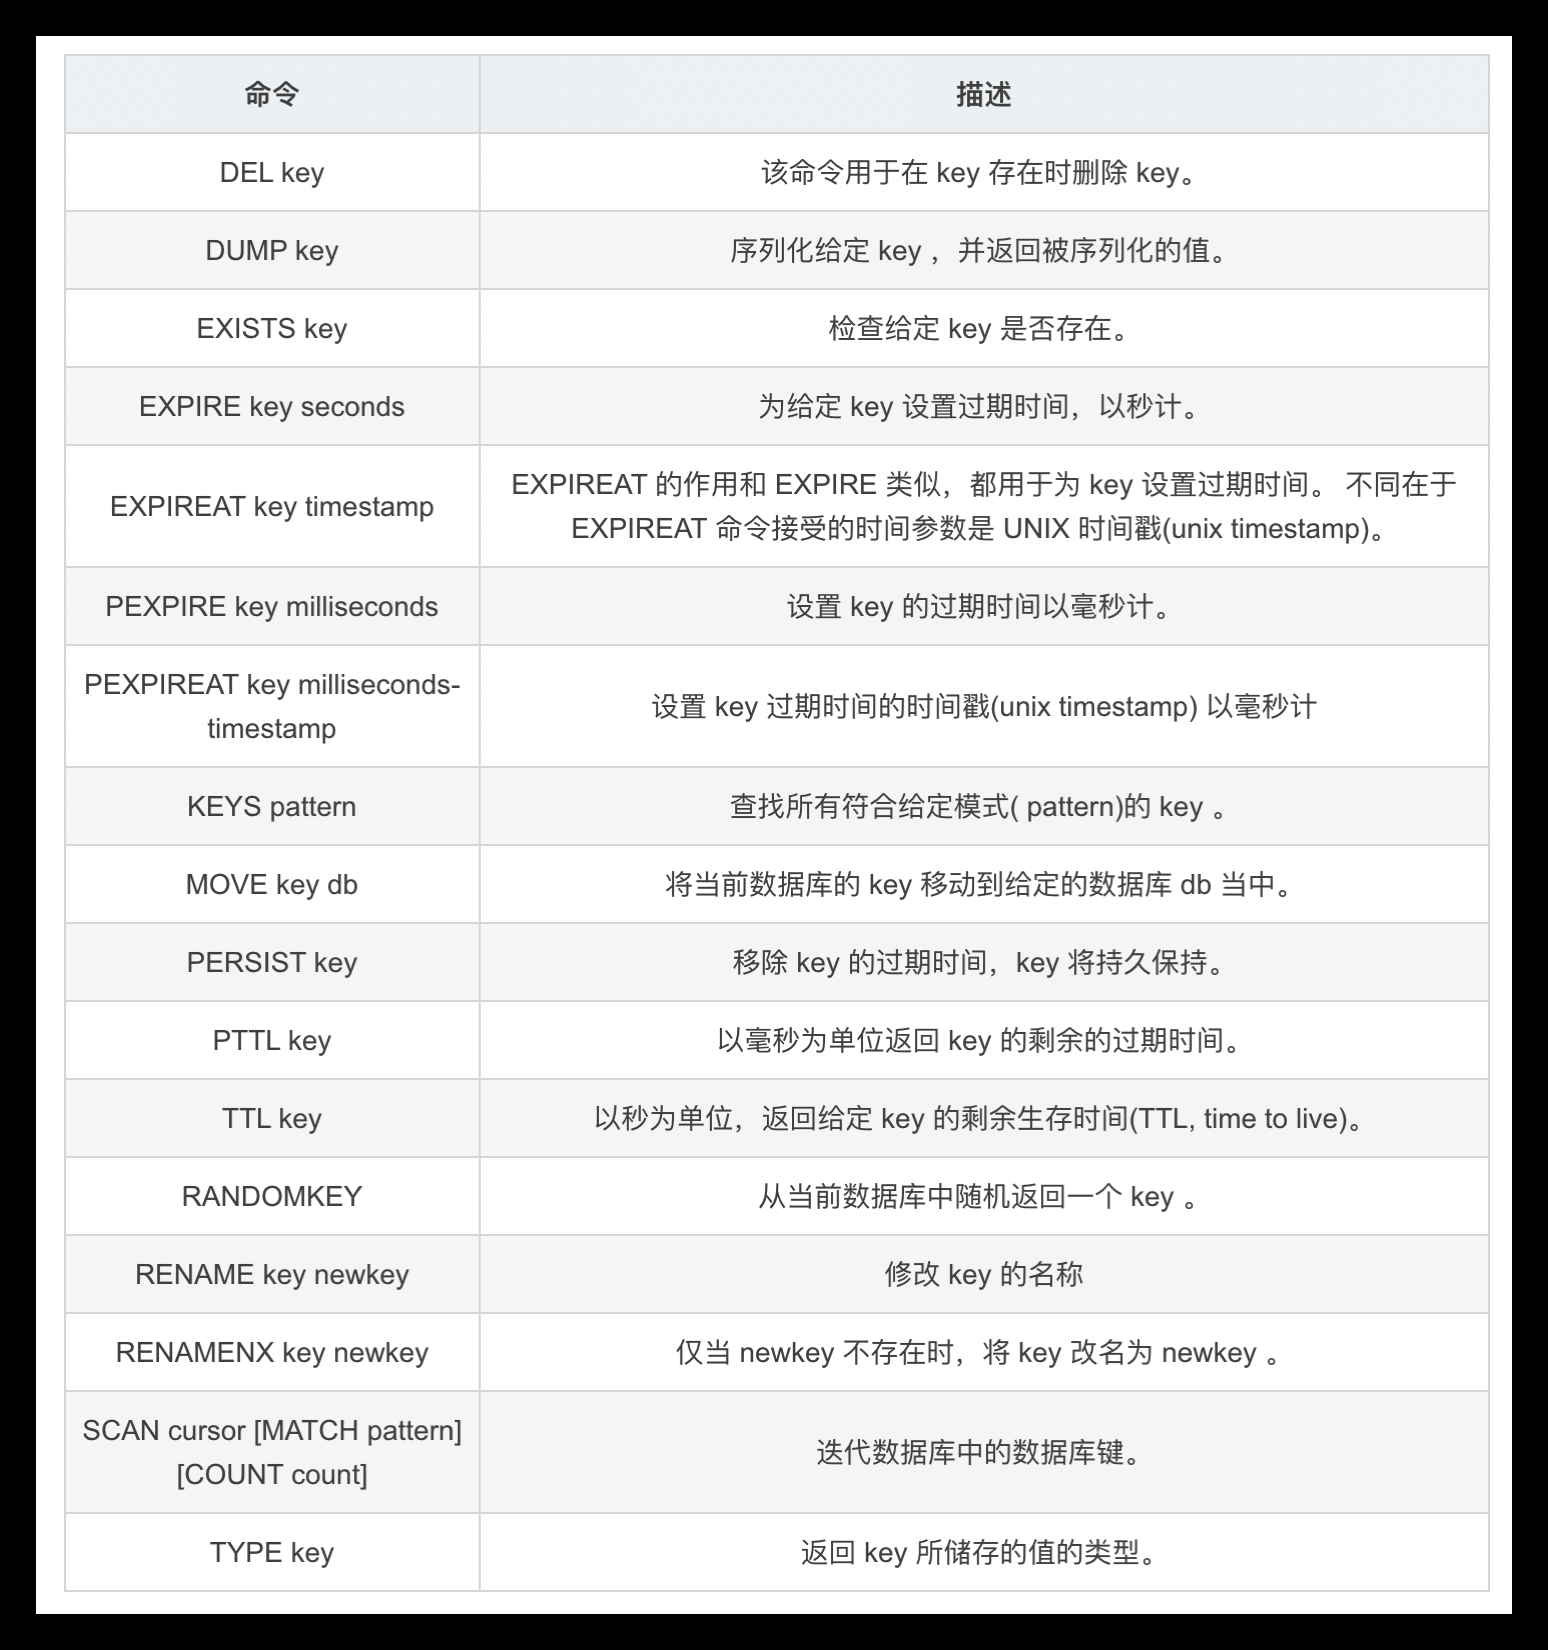 命令
描述
DEL key
该命令用于在 key 存在时删除 key。
DUMP key
序列化给定 key ，并返回被序列化的值。
EXISTS key
检查给定 key 是否存在。
EXPIRE key seconds
为给定 key 设置过期时间，以秒计。
EXPIREAT key timestamp
EXPIREAT 的作用和 EXPIRE 类似，都用于为 key 设置过期时间。 不同在于
EXPIREAT 命令接受的时间参数是 UNIX 时间戳(unix timestamp)。
PEXPIRE key milliseconds
设置 key 的过期时间以毫秒计。
PEXPIREAT key milliseconds-
timestamp
设置 key 过期时间的时间戳(unix timestamp) 以毫秒计
KEYS pattern
查找所有符合给定模式( pattern)的 key 。
MOVE key db
将当前数据库的 key 移动到给定的数据库 db 当中。
PERSIST key
移除 key 的过期时间，key 将持久保持。
PTTL key
以毫秒为单位返回 key 的剩余的过期时间。
TTL key
以秒为单位，返回给定 key 的剩余生存时间(TTL, time to live)。
RANDOMKEY
从当前数据库中随机返回一个 key 。
RENAME key newkey
修改 key 的名称
RENAMENX key newkey
仅当 newkey 不存在时，将 key 改名为 newkey 。
SCAN cursor [MATCH pattern]
[COUNT count]
迭代数据库中的数据库键。
TYPE key
返回 key 所储存的值的类型。